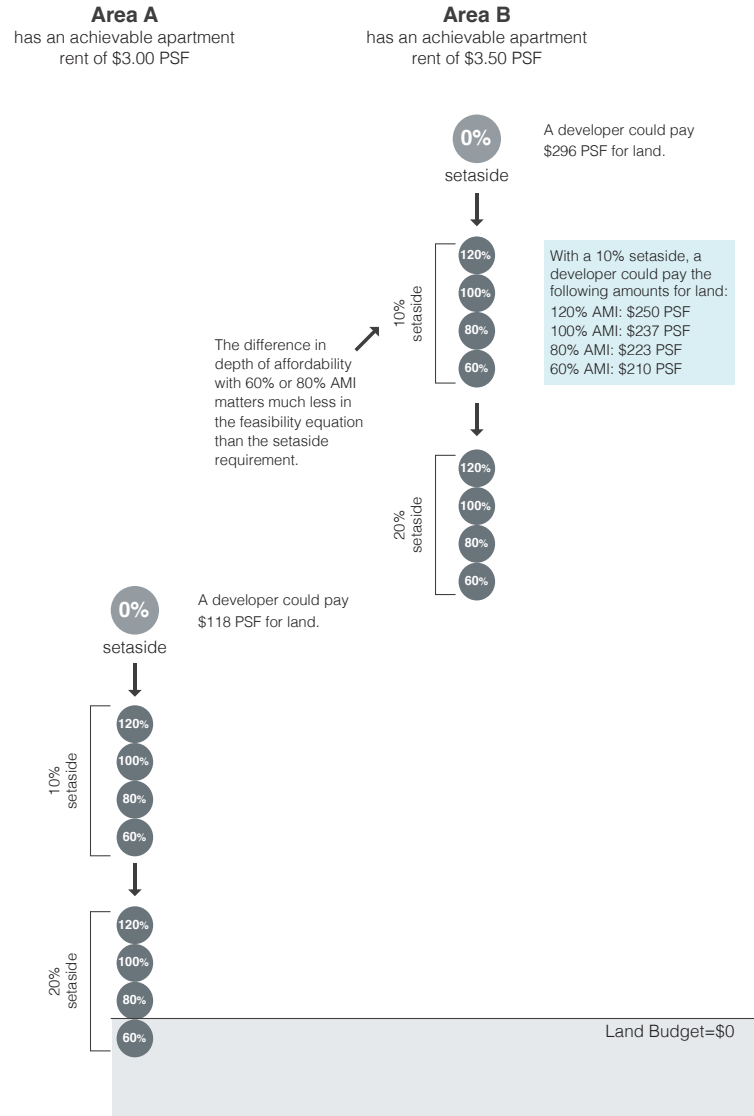 Area A
has an achievable apartment
rent of $3.00 PSF
Area B
has an achievable apartment
rent of $3.50 PSF
0%
setaside
A developer could pay
$296 PSF for land.
10%
setaside
120%
100%
80%
60%
With a 10% setaside, a
developer could pay the
following amounts for land:
120% AMI: $250 PSF
100% AMI: $237 PSF
80% AMI: $223 PSF
60% AMI: $210 PSF
The difference in
depth of affordability
with 60% or 80% AMI
matters much less in
the feasibility equation
than the setaside
requirement.
20%
setaside
120%
100%
80%
60%
0%
setaside
A developer could pay
$118 PSF for land.
10%
setaside
120%
100%
80%
60%
20%
setaside
120%
100%
80%
60%
Land Budget=$0